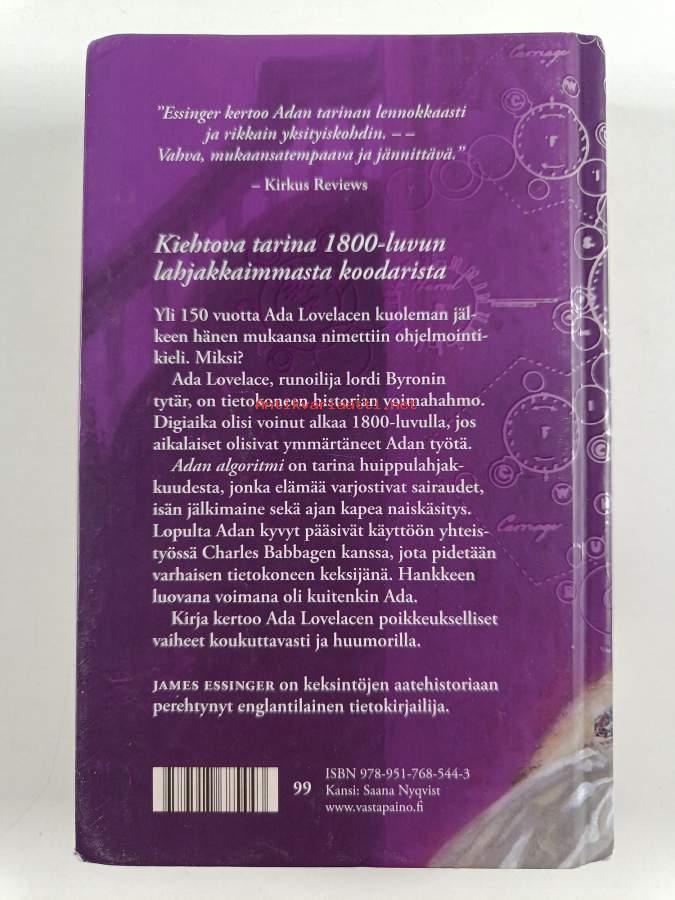 "Essinger kertoo Adan tarinan lennokkaasti
ja rikkain yksityiskohdin. – –
Vahva, mukaansatempaava ja jännittävä."
– Kirkus Reviews
Kiehtova tarina 1800-luvun
lahjakkaimmasta koodarista
Yli 150 vuotta Ada Lovelacen kuoleman jäl-
keen hänen mukaansa nimettiin ohjelmointi-
kieli. Miksi?
Ada Lovelace, runoilija lordi Byronin
tytär, on tietokoneen historian voimahahmo.
Digiaika olisi voinut alkaa 1800-luvulla, jos
aikalaiset olisivat ymmärtäneet Adan työtä.
Adan algoritmi on tarina huippulahjak-
kuudesta, jonka elämää varjostivat sairaudet,
isän jälkimaine sekä ajan kapea naiskäsitys.
Lopulta Adan kyvyt pääsivät käyttöön yhteis-
työssä Charles Babbagen kanssa, jota pidetään
varhaisen tietokoneen keksijänä. Hankkeen
luovana voimana oli kuitenkin Ada.
Kirja kertoo Ada Lovelacen poikkeukselliset
vaiheet koukuttavasti ja huumorilla.
JAMES ESSINGER on keksintöjen aatehistoriaan
perehtynyt englantilainen tietokirjailija.
99
ISBN 978-951-768-544-3
Kansi: Saana Nyqvist
www.vastapaino.fi
Antikvariaatti.net
Carriage
Carriage